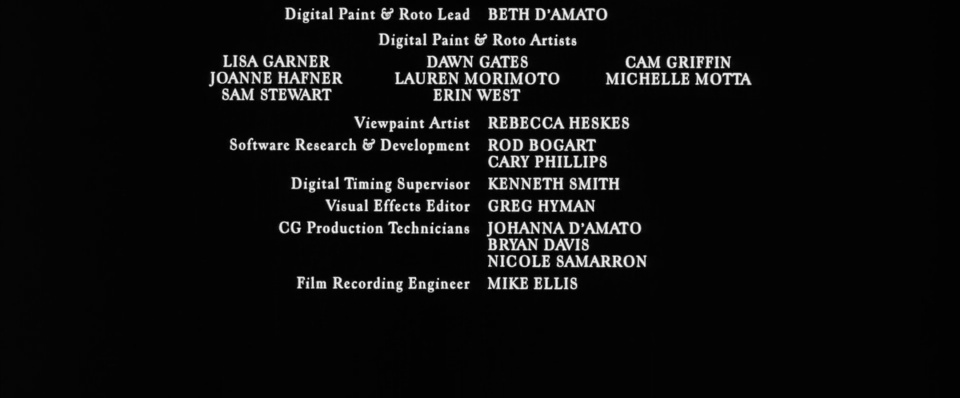 Digital Paint & Roto Lead BETH D'AMATO
Digital Paint & Roto Artists
LISA GARNER DAWN GATES CAM GRIFFIN
JOANNE HAFNER LAUREN MORIMOTO MICHELLE MOTTA
SAM STEWART ERIN WEST
Viewpaint Artist REBECCA HESKES
Software Research & Development ROD BOGART
CARY PHILLIPS
Digital Timing Supervisor KENNETH SMITH
Visual Effects Editor GREG HYMAN
CG Production Technicians JOHANNA D'AMATO
BRYAN DAVIS
NICOLE SAMARRON
Film Recording Engineer MIKE ELLIS